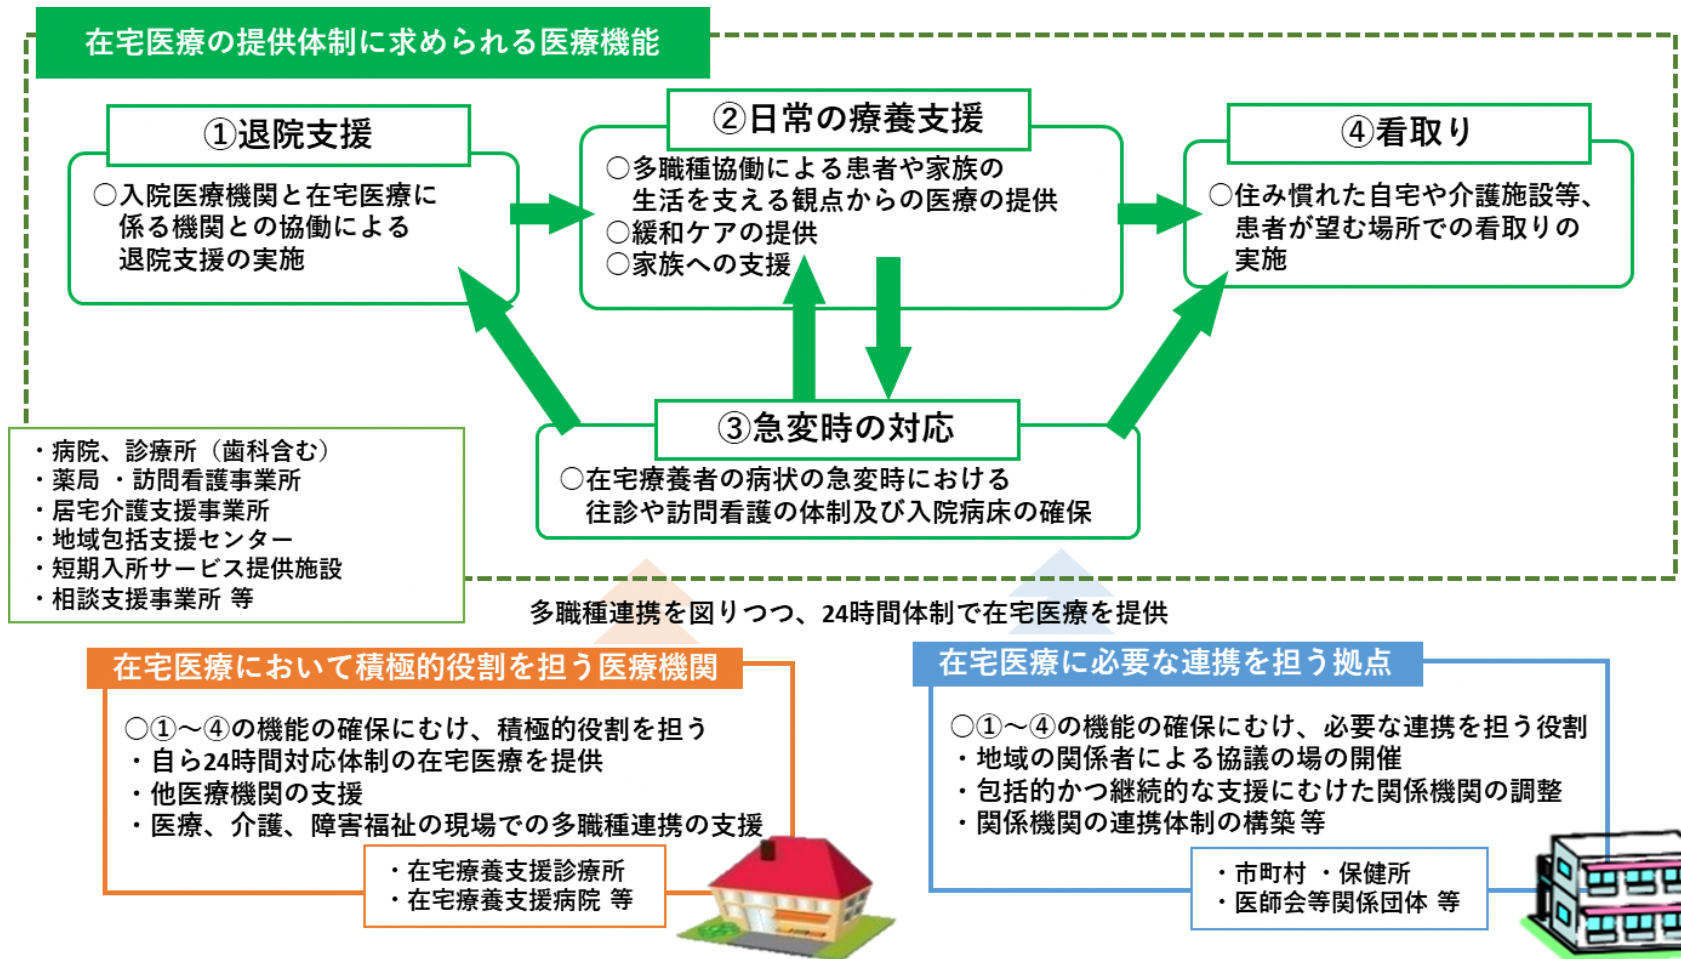 在宅医療の提供体制に求められる医療機能
①退院支援
○入院医療機関と在宅医療に
係る機関との協働による
退院支援の実施
②日常の療養支援
○多職種協働による患者や家族の
生活を支える観点からの医療の提供
○緩和ケアの提供
○家族への支援
④看取り
○住み慣れた自宅や介護施設等、
患者が望む場所での看取りの
実施
③急変時の対応
○在宅療養者の病状の急変時における
往診や訪問看護の体制及び入院病床の確保
・病院、診療所（歯科含む）
・薬局 ・訪問看護事業所
・居宅介護支援事業所
・地域包括支援センター
・短期入所サービス提供施設
・相談支援事業所 等
多職種連携を図りつつ、24時間体制で在宅医療を提供
在宅医療において積極的役割を担う医療機関
○①～④の機能の確保にむけ、積極的役割を担う
・自ら24時間対応体制の在宅医療を提供
・他医療機関の支援
・医療、介護、障害福祉の現場での多職種連携の支援
・在宅療養支援診療所
・在宅療養支援病院 等
在宅医療に必要な連携を担う拠点
○①～④の機能の確保にむけ、必要な連携を担う役割
・地域の関係者による協議の場の開催
・包括的かつ継続的な支援にむけた関係機関の調整
・関係機関の連携体制の構築 等
・市町村 ・保健所
・医師会等関係団体 等